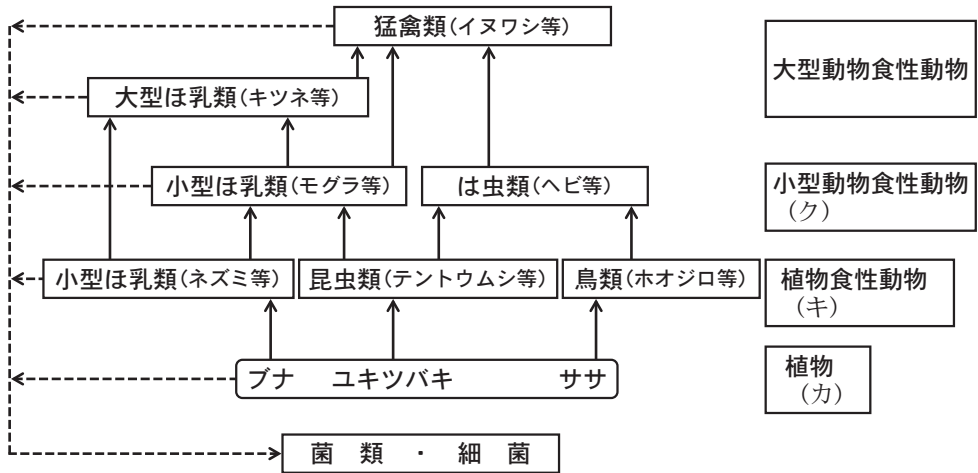 猛禽類(イヌワシ等)
大型動物食性動物
大型ほ乳類(キツネ等)
小型ほ乳類(モグラ等)
は虫類(ヘビ等)
小型動物食性動物
(ク)
小型ほ乳類(ネズミ等)
昆虫類(テントウムシ等)
鳥類(ホオジロ等)
植物食性動物
(キ)
ブナ ユキツバキ ササ
植物
(カ)
菌 類 ・ 細 菌